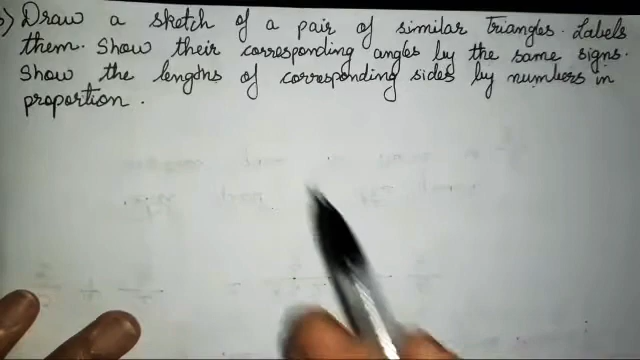 ) Draw a sketch of a pair of similar triangles. Labels
them. Show their corresponding angles by the same signs.
Show the lengths of corresponding sides by numbers in
proportion.